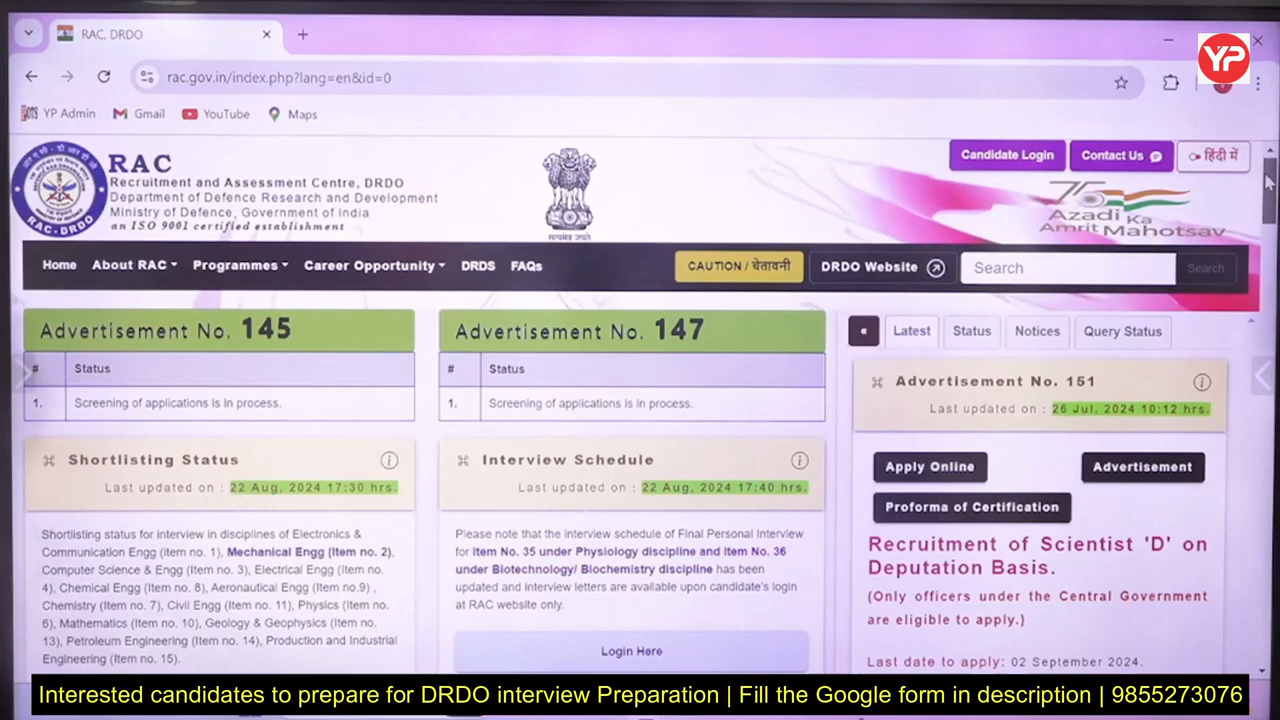 RAC, DRDO
YP
rac.gov.in/index.php?lang=en&id=0
YP Admin
Gmail
YouTube
Maps
RAC
Recruitment and Assessment Centre, DRDO
Department of Defence Research and Development
Ministry of Defence, Government of India
an ISO 9001 certified establishment
RAC-DRDO
सत्यमेव जयते
Candidate Login
Contact Us
हिंदी में
75
Azadi Ka
Amrit Mahotsav
Home
About RAC
Programmes
Career Opportunity
DRDS
FAQs
CAUTION / चेतावनी
DRDO Website
Search
Search
Advertisement No. 145
# Status
1. Screening of applications is in process.
Advertisement No. 147
# Status
1. Screening of applications is in process.
Shortlisting Status
Last updated on : 22 Aug, 2024 17:30 hrs.
Shortlisting status for interview in disciplines of Electronics &
Communication Engg (item no. 1), Mechanical Engg (Item no. 2),
Computer Science & Engg (Item no. 3), Electrical Engg (Item no.
4), Chemical Engg (Item no. 8), Aeronautical Engg (Item no.9) ,
Chemistry (Item no. 7), Civil Engg (Item no. 11), Physics (Item no.
6), Mathematics (Item no. 10), Geology & Geophysics (Item no.
13), Petroleum Engineering (Item no. 14), Production and Industrial
Engineering (Item no. 15).
Interview Schedule
Last updated on : 22 Aug, 2024 17:40 hrs.
Please note that the interview schedule of Final Personal Interview
for Item No. 35 under Physiology discipline and Item No. 36
under Biotechnology/ Biochemistry discipline has been
updated and interview letters are available upon candidate's login
at RAC website only.
Login Here
Latest
Status
Notices
Query Status
Advertisement No. 151
Last updated on : 26 Jul, 2024 10:12 hrs.
Apply Online
Advertisement
Proforma of Certification
Recruitment of Scientist 'D' on
Deputation Basis.
(Only officers under the Central Government
are eligible to apply.)
Last date to apply: 02 September 2024.
Interested candidates to prepare for DRDO interview Preparation | Fill the Google form in description | 9855273076